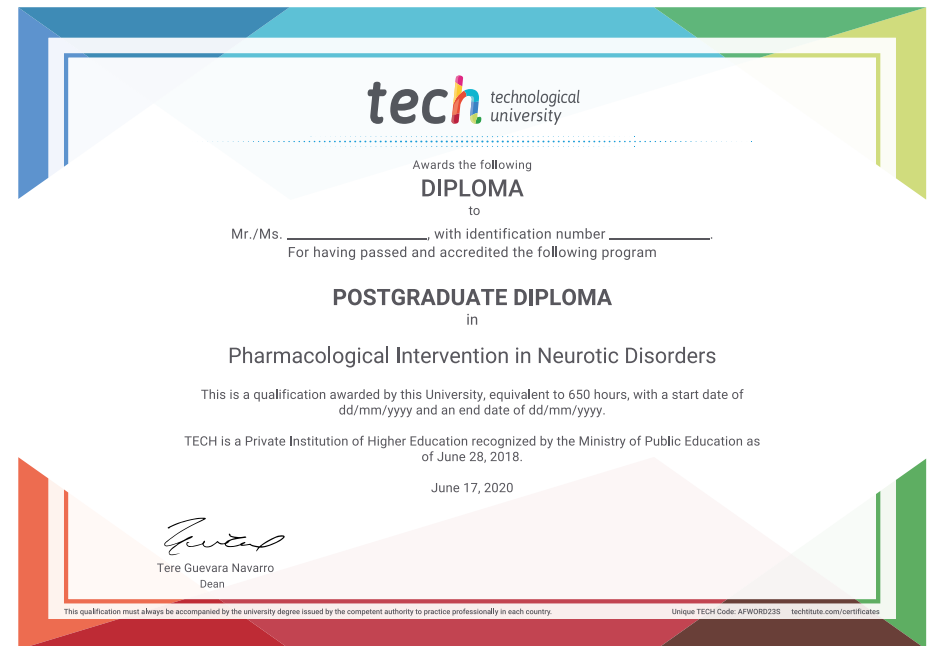 tech technological
university
Awards the following
DIPLOMA
to
Mr./Ms. ____________________, with identification number ______________.
For having passed and accredited the following program
POSTGRADUATE DIPLOMA
in
Pharmacological Intervention in Neurotic Disorders
This is a qualification awarded by this University, equivalent to 650 hours, with a start date of
dd/mm/yyyy and an end date of dd/mm/yyyy.
TECH is a Private Institution of Higher Education recognized by the Ministry of Public Education as
of June 28, 2018.
June 17, 2020
Tere Guevara Navarro
Dean
This qualification must always be accompanied by the university degree issued by the competent authority to practice professionally in each country.
Unique TECH Code: AFWORD23S techtitute.com/certificates